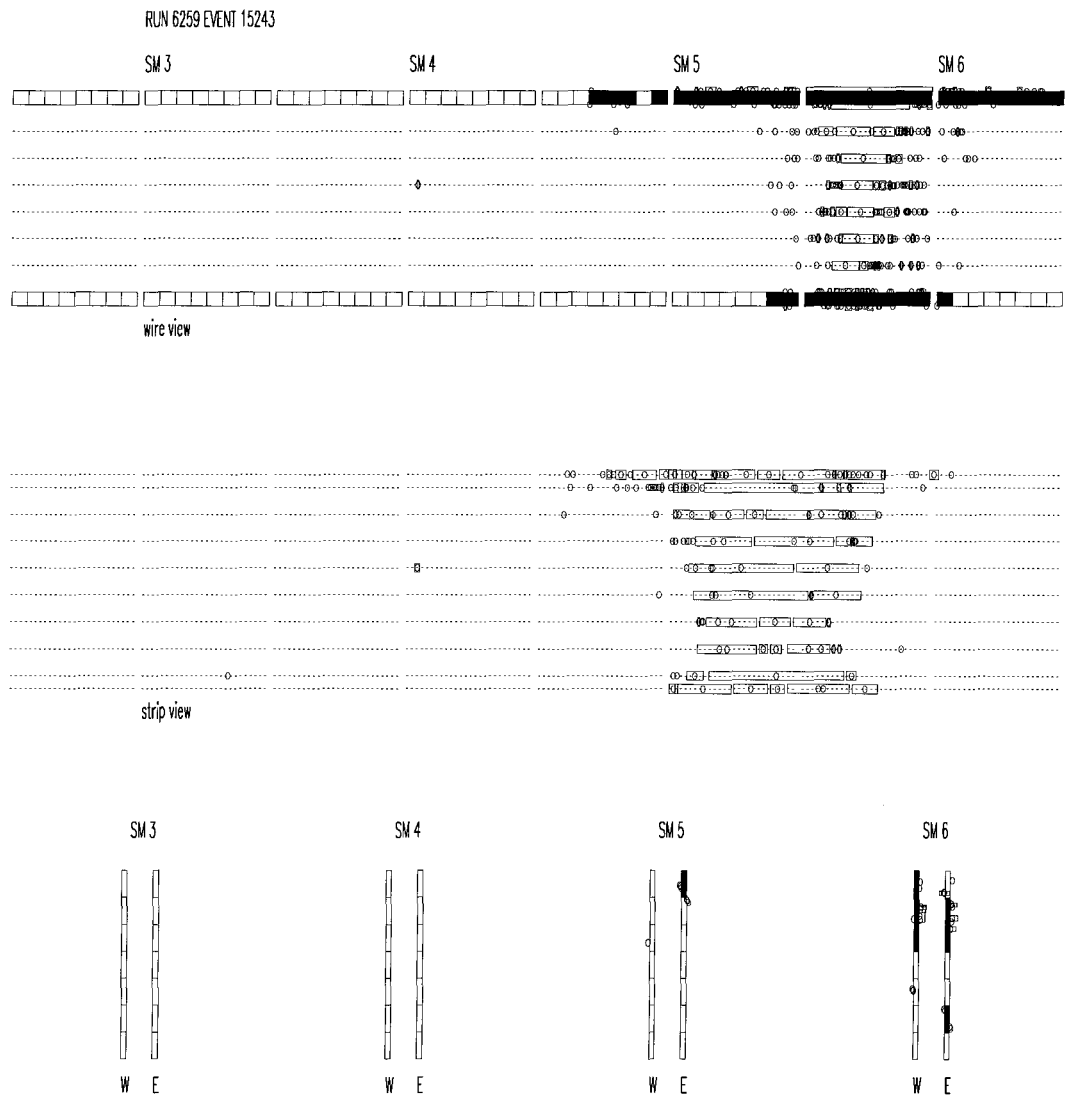 RUN 6259 EVENT 15243
SM 3 SM 4 SM 5 SM 6
wire view
strip view
SM 3 SM 4 SM 5 SM 6
W E W E W E W E